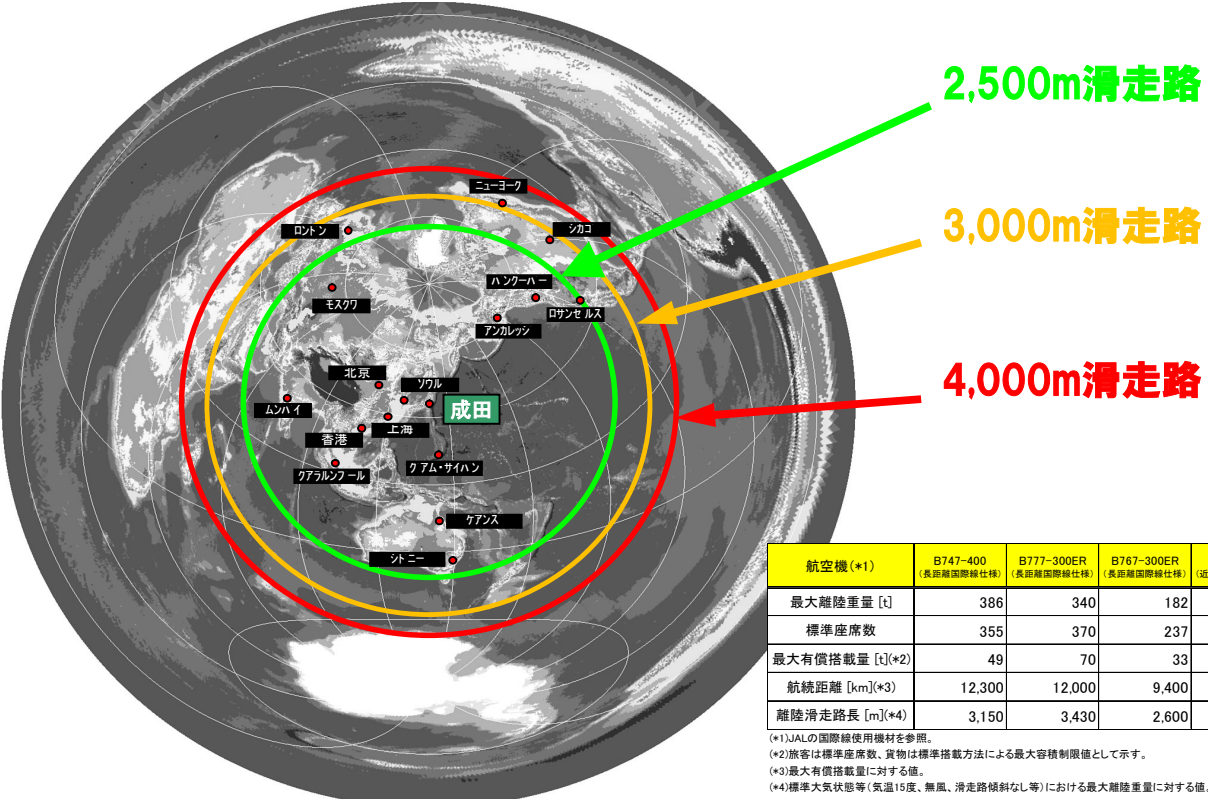 2,500m滑走路
3,000m滑走路
4,000m滑走路
ニューヨーク
シカコ
ロントン
ハンクーハー
モスクワ
ロサンセルス
アンカレッシ
北京
ソウル
成田
ムンハイ
上海
香港
クアラルンフール
クアム・サイハン
ケアンス
シトニー
航空機(*1) B747-400 B777-300ER B767-300ER
(長距離国際線仕様) (長距離国際線仕様) (長距離国際線仕様) (近
最大離陸重量 [t] 386 340 182
標準座席数 355 370 237
最大有償搭載量 [t](*2) 49 70 33
航続距離 [km](*3) 12,300 12,000 9,400
離陸滑走路長 [m](*4) 3,150 3,430 2,600
(*1)JALの国際線使用機材を参照。
(*2)旅客は標準座席数、貨物は標準搭載方法による最大容積制限値として示す。
(*3)最大有償搭載量に対する値。
(*4)標準大気状態等(気温15度、無風、滑走路傾斜なし等)における最大離陸重量に対する値。